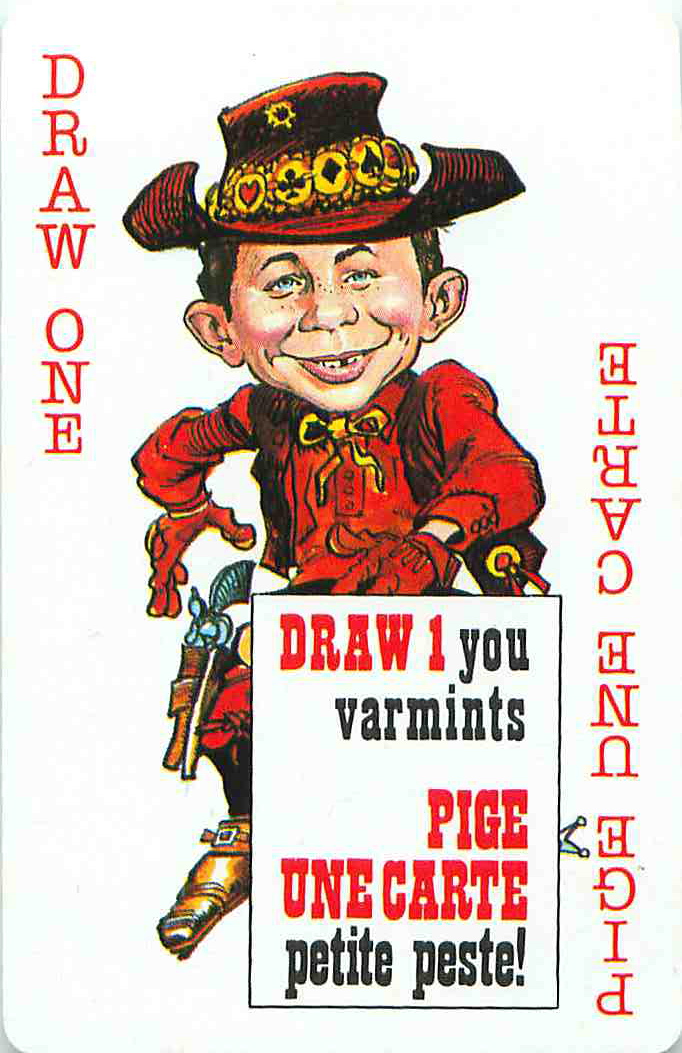 DRAW ONE
DRAW 1 you
varmints
PIGE
UNE CARTE
petite peste!
PIGE UNE CARTE